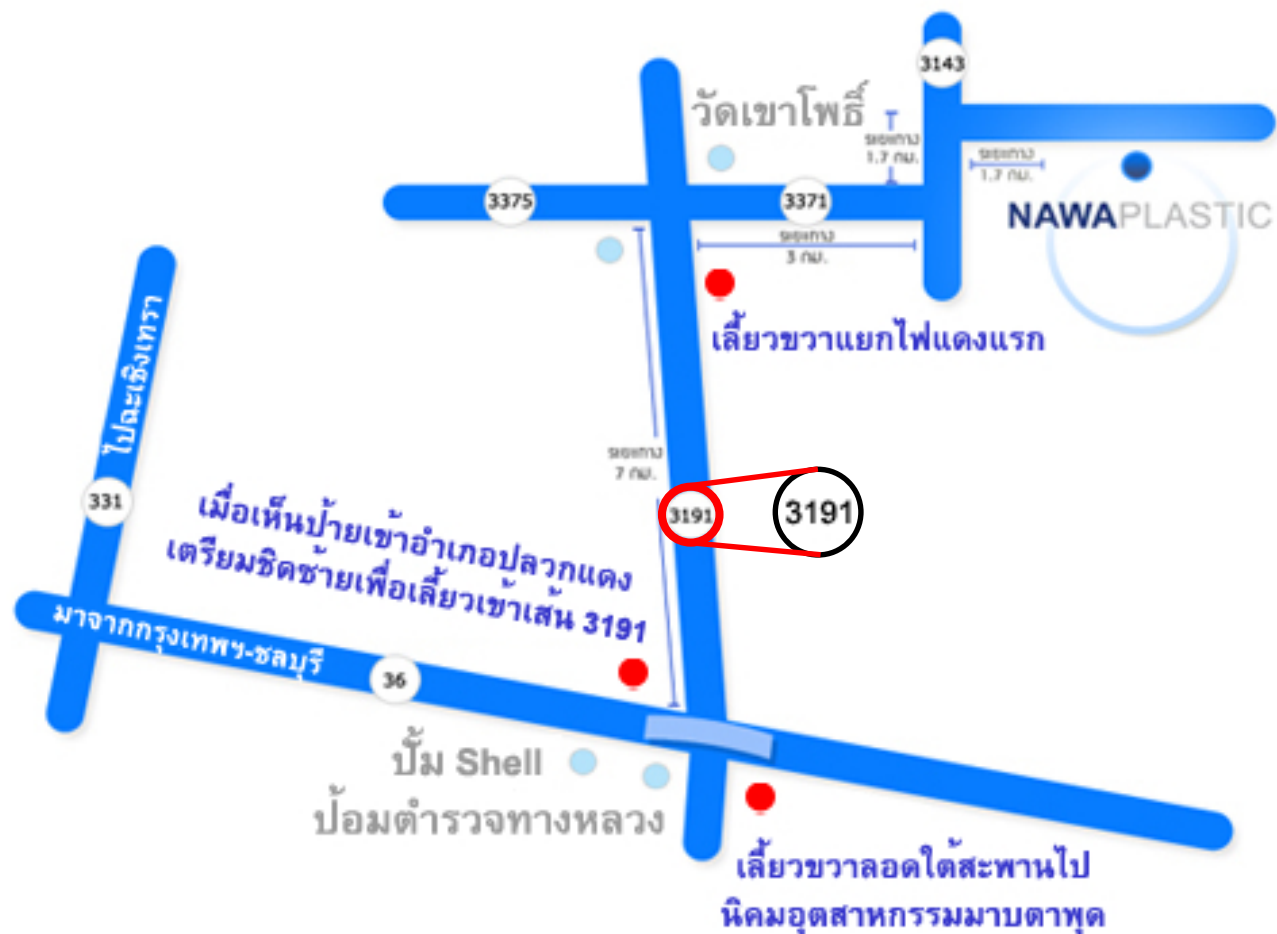 3143
วัดเขาโพธิ์
ระยะทาง
1.7 กม.
ระยะทาง
1.7 กม.
3375
3371
NAWAPLASTIC
ระยะทาง
3 กม.
เลี้ยวขวาแยกไฟแดงแรก
ไปฉะเชิงเทรา
ระยะทาง
7 กม.
331
3191
3191
เมื่อเห็นป้ายเข้าอำเภอปลวกแดง
เตรียมชิดซ้ายเพื่อเลี้ยวเข้าเส้น 3191
มาจากกรุงเทพฯ-ชลบุรี
36
ปั้ม Shell
ป้อมตำรวจทางหลวง
เลี้ยวขวาลอดใต้สะพานไป
นิคมอุตสาหกรรมมาบตาพุด